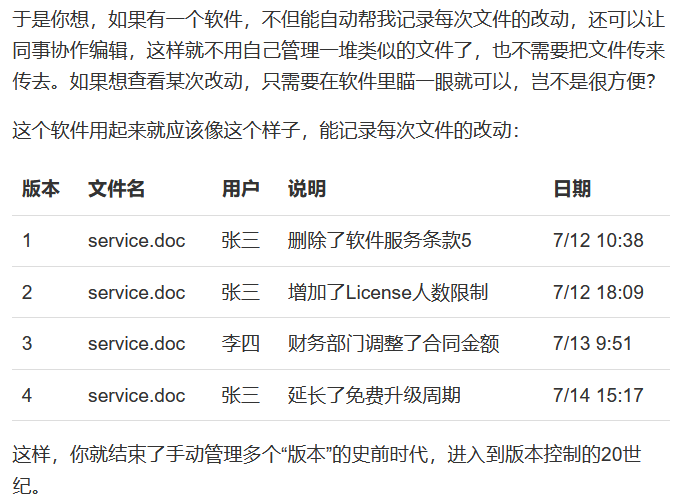 于是你想，如果有一个软件，不但能自动帮我记录每次文件的改动，还可以让
同事协作编辑，这样就不用自己管理一堆类似的文件了，也不需要把文件传来
传去。如果想查看某次改动，只需要在软件里瞄一眼就可以，岂不是很方便？
这个软件用起来就应该像这个样子，能记录每次文件的改动：
版本 文件名 用户 说明 日期
1 service.doc 张三 删除了软件服务条款5 7/12 10:38
2 service.doc 张三 增加了License人数限制 7/12 18:09
3 service.doc 李四 财务部门调整了合同金额 7/13 9:51
4 service.doc 张三 延长了免费升级周期 7/14 15:17
这样，你就结束了手动管理多个“版本”的史前时代，进入到版本控制的20世
纪。